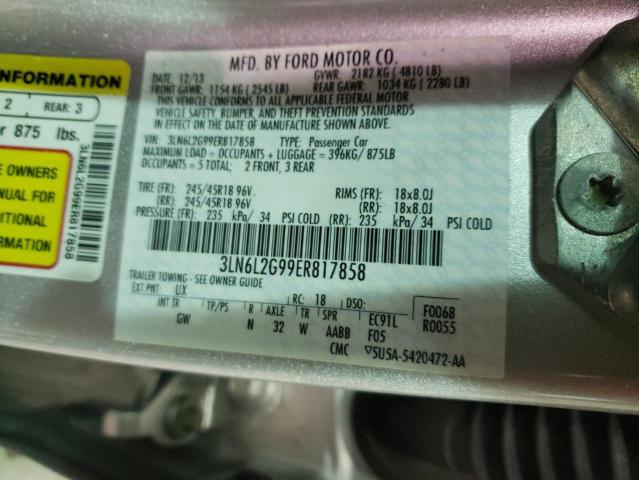 MFD. BY FORD MOTOR CO.
DATE: 12/13 GVWR: 2182 KG ( 4810 LB)
FRONT GAWR: 1154 KG ( 2545 LB) REAR GAWR: 1034 KG ( 2280 LB)
THIS VEHICLE CONFORMS TO ALL APPLICABLE FEDERAL MOTOR
VEHICLE SAFETY, BUMPER, AND THEFT PREVENTION STANDARDS
IN EFFECT ON THE DATE OF MANUFACTURE SHOWN ABOVE.
VIN: 3LN6L2G99ER817858 TYPE: Passenger Car
MAXIMUM LOAD = OCCUPANTS + LUGGAGE = 396KG/ 875LB
OCCUPANTS = 5 TOTAL; 2 FRONT, 3 REAR
TIRE (FR): 245/45R18 96V RIMS (FR): 18x8.0J
(RR): 245/45R18 96V (RR): 18x8.0J
PRESSURE (FR): 235 kPa/ 34 PSI COLD (RR): 235 kPa/ 34 PSI COLD
3LN6L2G99ER817858
TRAILER TOWING - SEE OWNER GUIDE
EXT PNT: UX RC: 18 DSO: F0068
INT TR TP/PS R AXLE TR SPR EC91L R0055
GW N 32 W AABB F05
CMC 5U5A-5420472-AA
INFORMATION
2 REAR: 3
875 lbs.
OWNERS
FOR
INFORMATION
3LN6L2G99ER817858